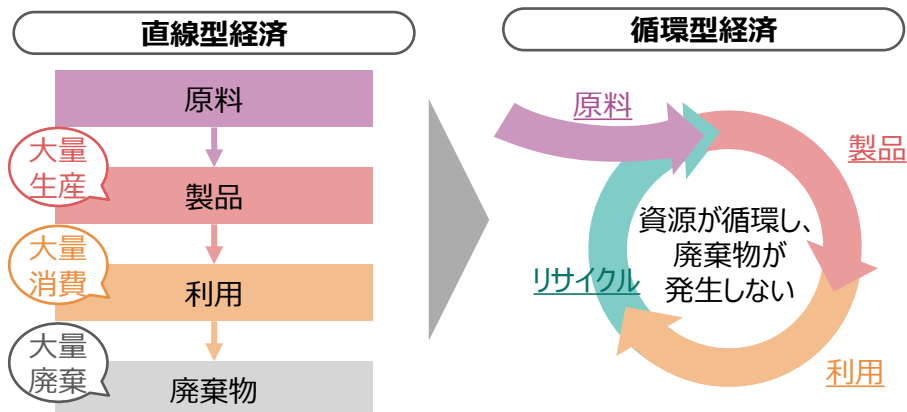 直線型経済
原料
大量
生産
製品
大量
消費
利用
大量
廃棄
廃棄物
循環型経済
原料
製品
資源が循環し、
廃棄物が
発生しない
リサイクル
利用